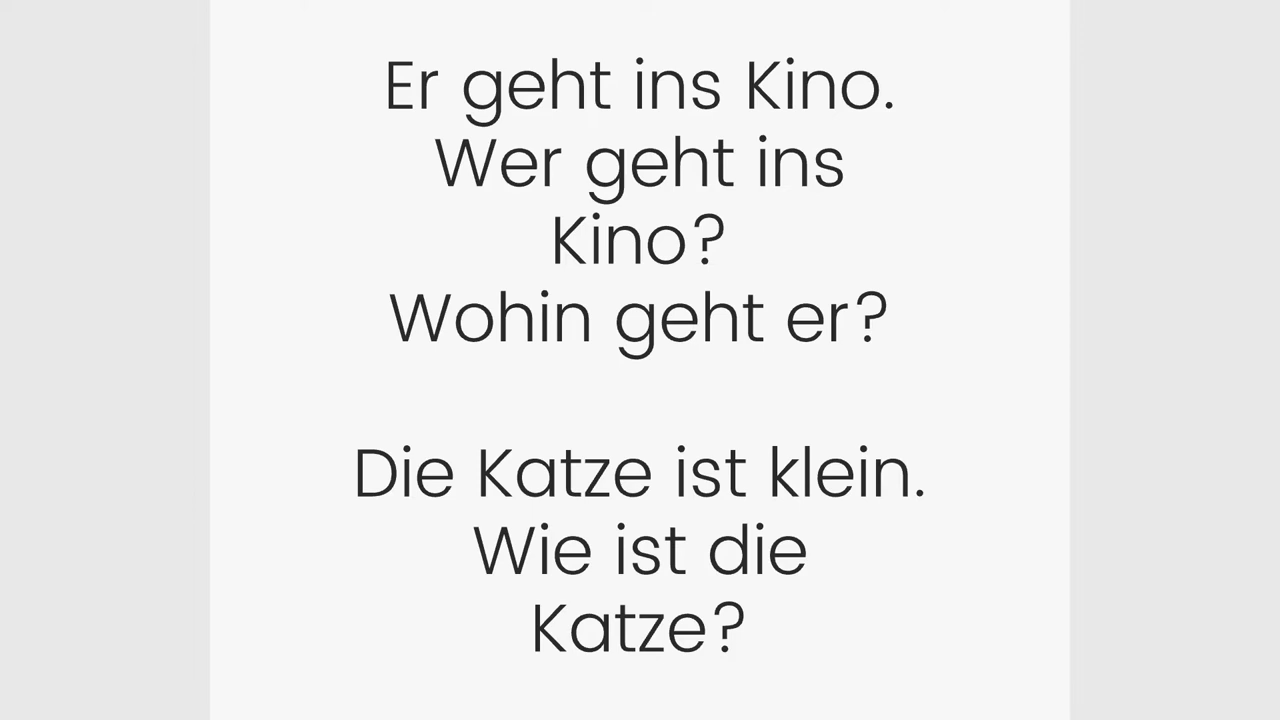 Er geht ins Kino.
Wer geht ins
Kino?
Wohin geht er?
Die Katze ist klein.
Wie ist die
Katze?